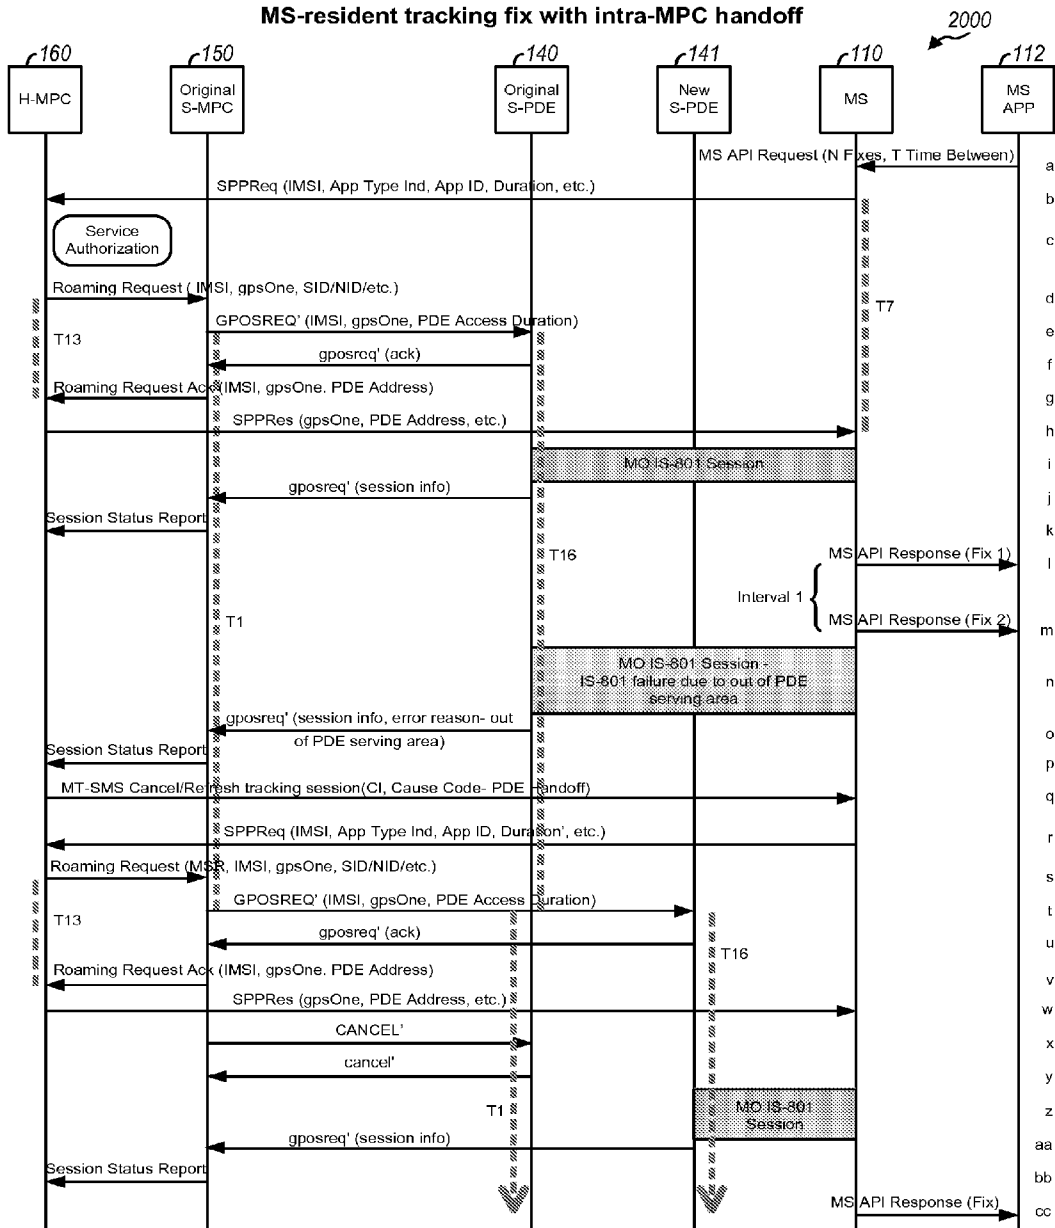 MS-resident tracking fix with intra-MPC handoff
2000
160
150
140
141
110
112
H-MPC
Original
S-MPC
Original
S-PDE
New
S-PDE
MS
MS
APP
MS API Request (N Fixes, T Time Between)
a
SPPReq (IMSI, App Type Ind, App ID, Duration, etc.)
b
Service
Authorization
c
Roaming Request ( IMSI, gpsOne, SID/NID/etc.)
d
T7
GPOSREQ' (IMSI, gpsOne, PDE Access Duration)
e
T13
gposreq' (ack)
f
Roaming Request Ack (IMSI, gpsOne. PDE Address)
g
SPPRes (gpsOne, PDE Address, etc.)
h
MO IS-801 Session
i
gposreq' (session info)
j
Session Status Report
k
T16
MS API Response (Fix 1)
l
Interval 1
T1
MS API Response (Fix 2)
m
MO IS-801 Session -
IS-801 failure due to out of PDE
serving area
n
gposreq' (session info, error reason- out
of PDE serving area)
o
Session Status Report
p
MT-SMS Cancel/Refresh tracking session(CI, Cause Code- PDE Handoff)
q
SPPReq (IMSI, App Type Ind, App ID, Duration', etc.)
r
Roaming Request (MSR, IMSI, gpsOne, SID/NID/etc.)
s
GPOSREQ' (IMSI, gpsOne, PDE Access Duration)
t
T13
gposreq' (ack)
u
T16
Roaming Request Ack (IMSI, gpsOne. PDE Address)
v
SPPRes (gpsOne, PDE Address, etc.)
w
CANCEL'
x
cancel'
y
T1
MO IS-801
Session
z
gposreq' (session info)
aa
Session Status Report
bb
MS API Response (Fix)
cc